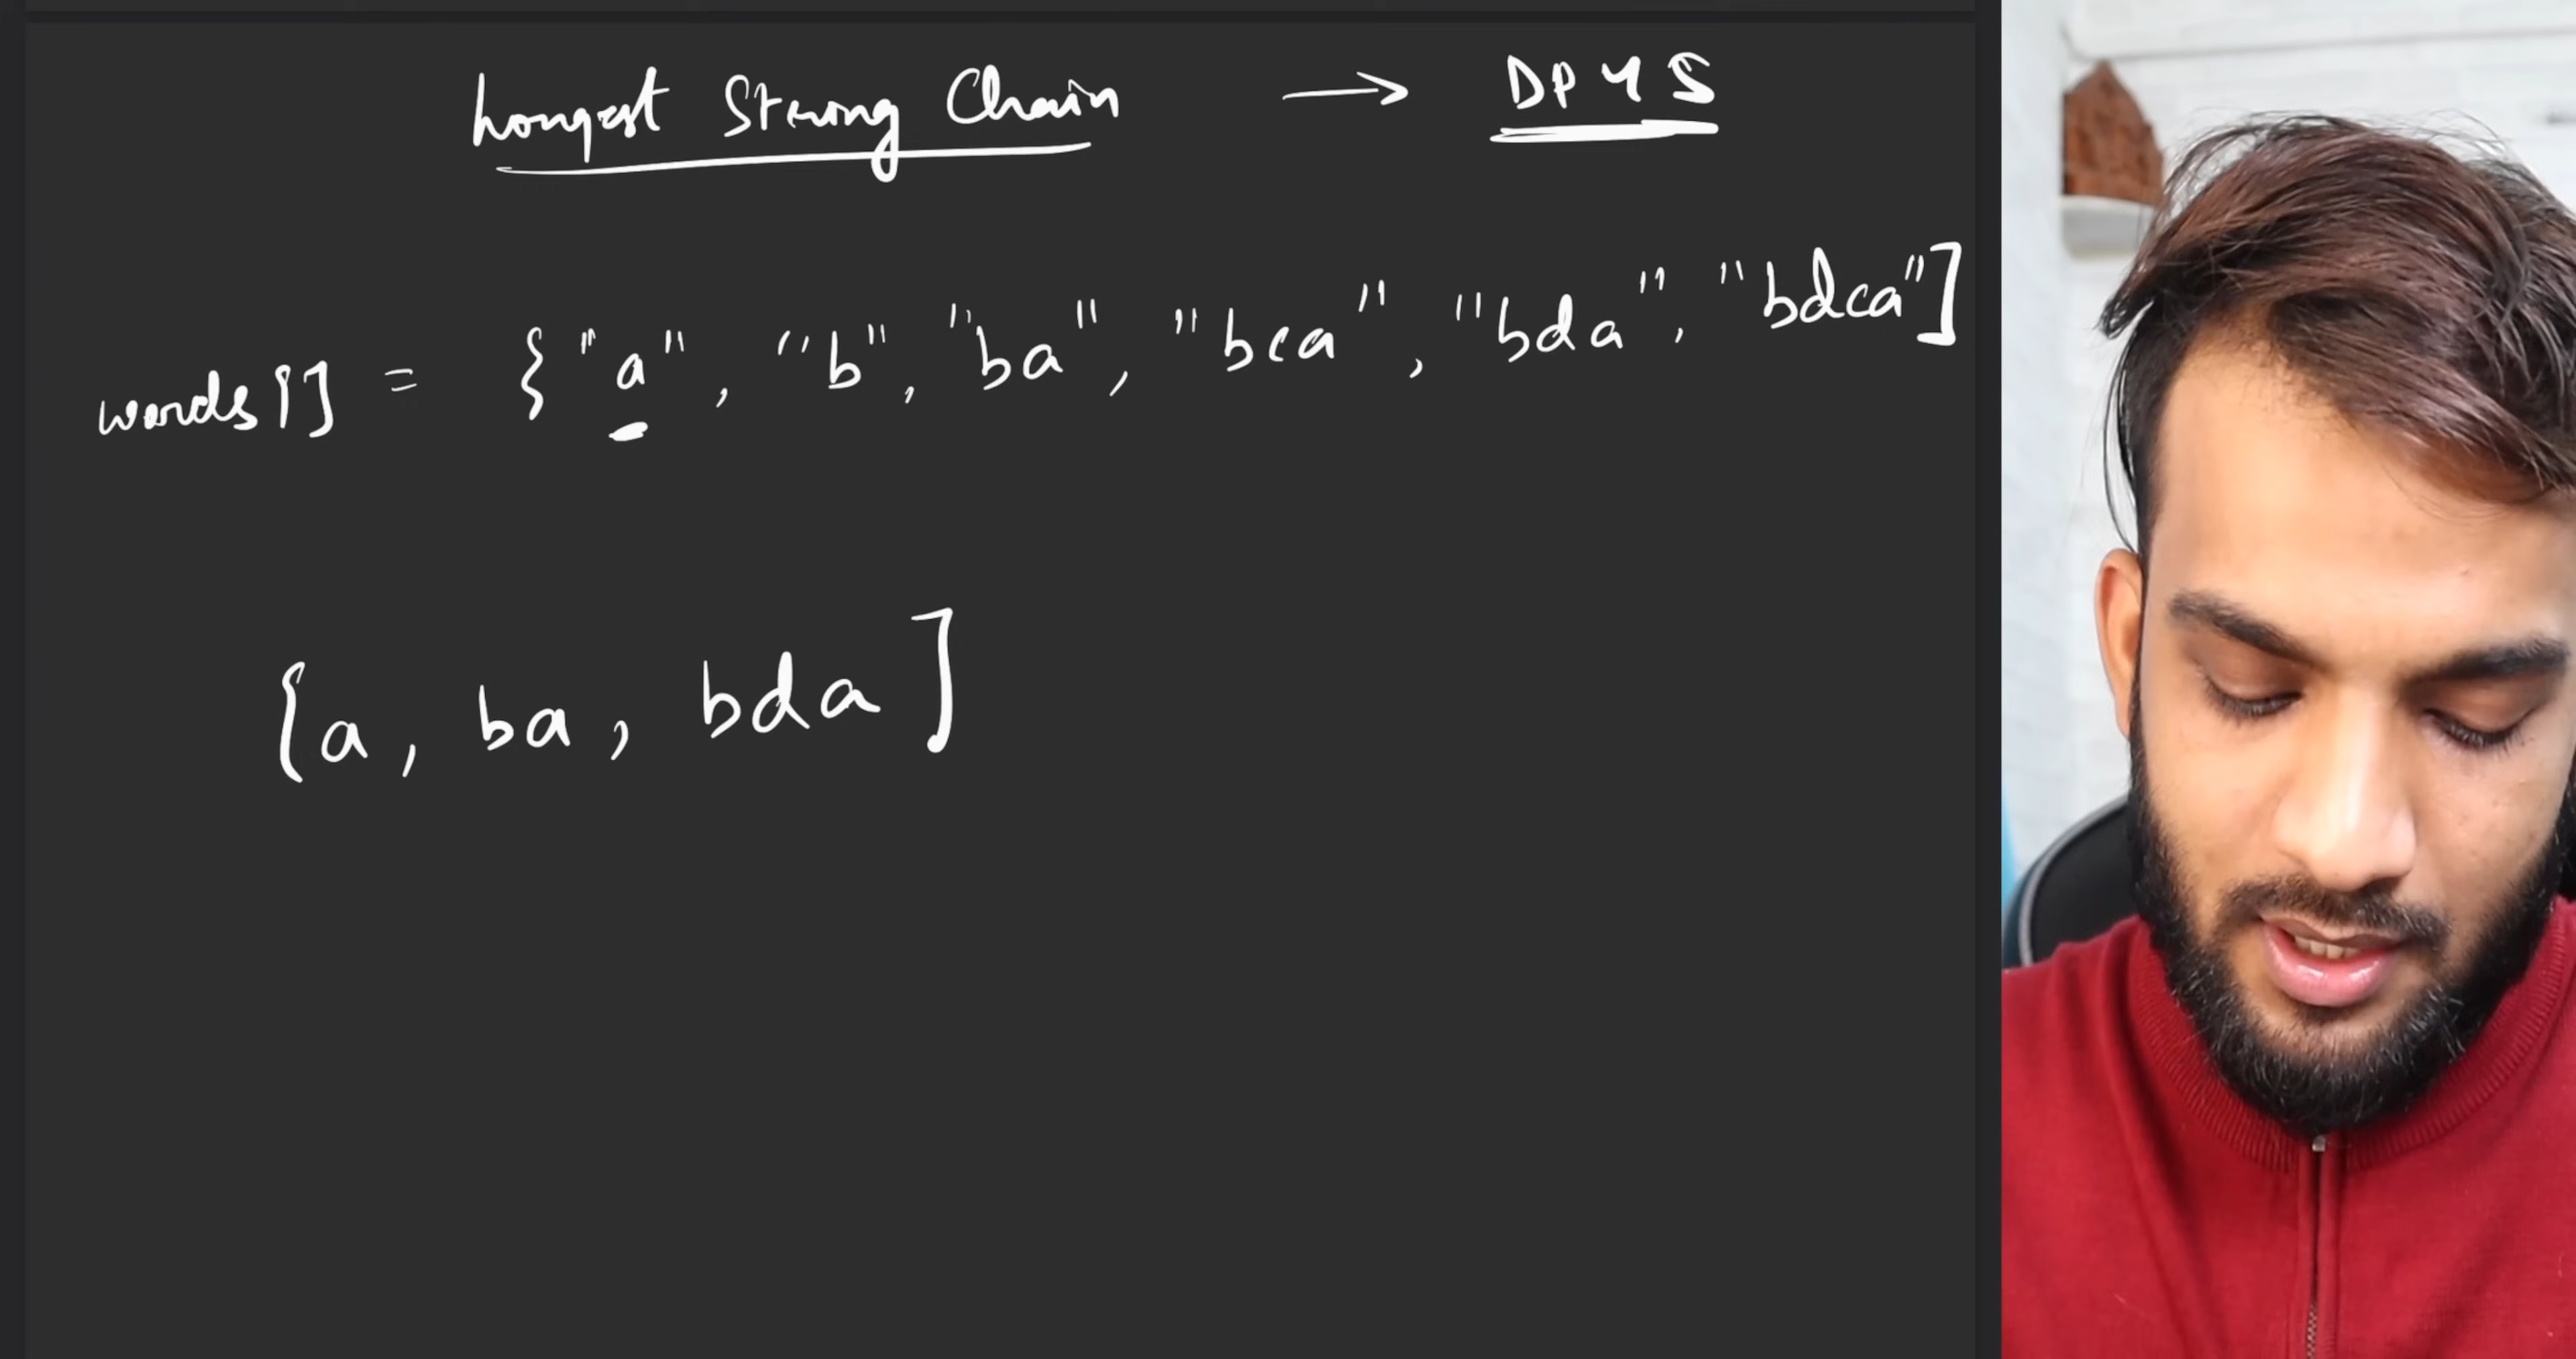 Longest String Chain → DP 45
words[] = {"a", "b", "ba", "bca", "bda", "bdca"]
[a, ba, bda]